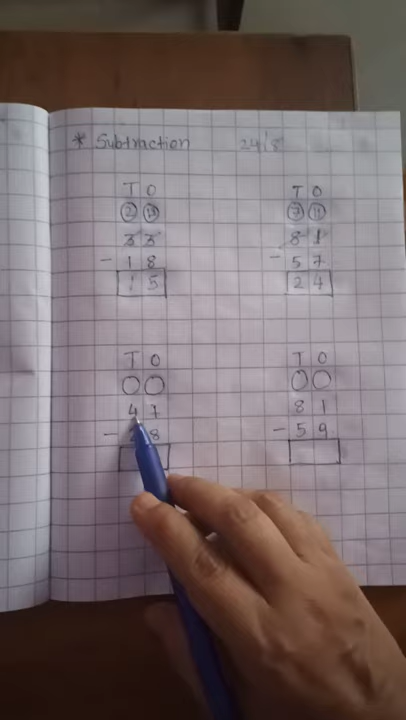 * Subtraction 24/8
T O T O
2 13 7 11
3 3 8 1
- 1 8 - 5 7
1 5 2 4
T O T O
4 7 8 1
- 2 8 - 5 9